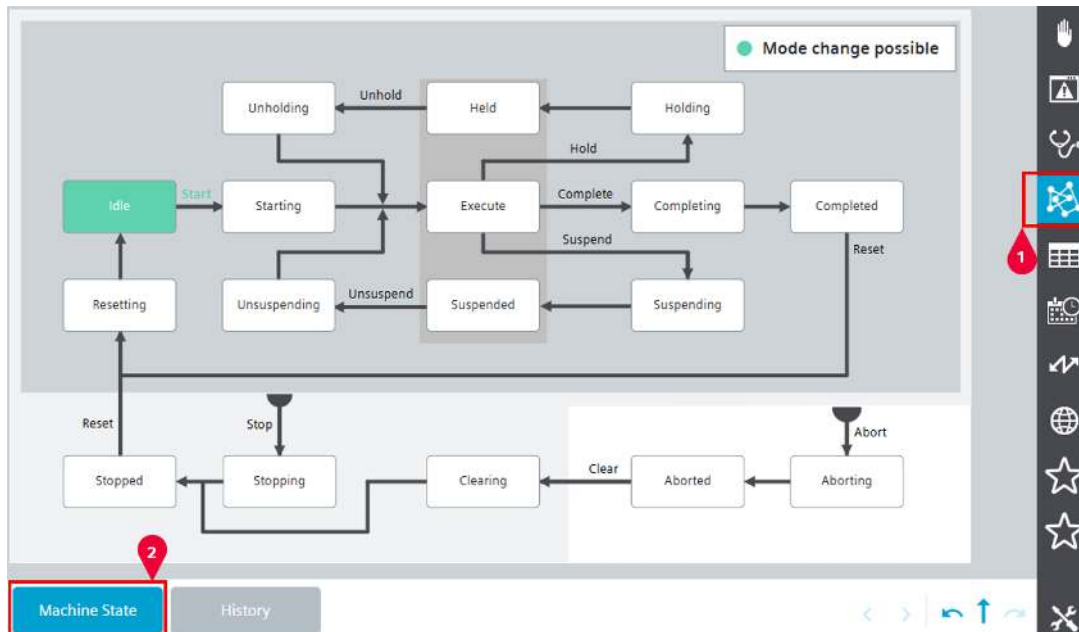 Mode change possible
Unholding
Unhold
Held
Holding
Hold
Idle
Start
Starting
Execute
Complete
Completing
Completed
Suspend
Reset
Resetting
Unsuspending
Unsuspend
Suspended
Suspending
1
Reset
Stop
Abort
Stopped
Stopping
Clearing
Clear
Aborted
Aborting
2
Machine State
History